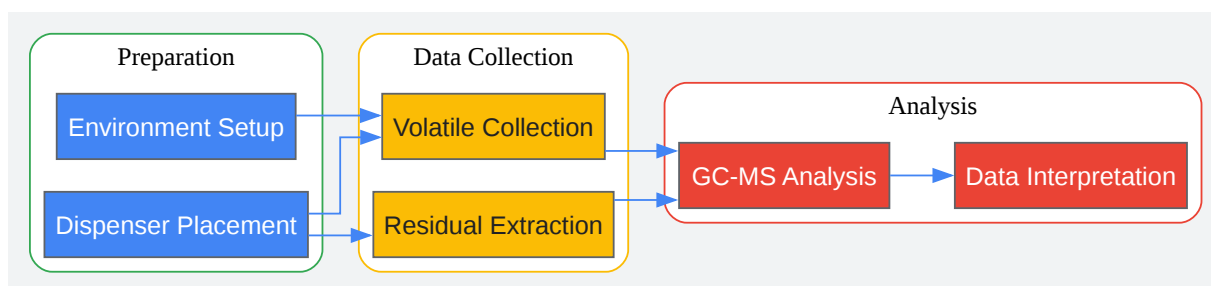 Preparation
Environment Setup
Dispenser Placement
Data Collection
Volatile Collection
Residual Extraction
Analysis
GC-MS Analysis
Data Interpretation